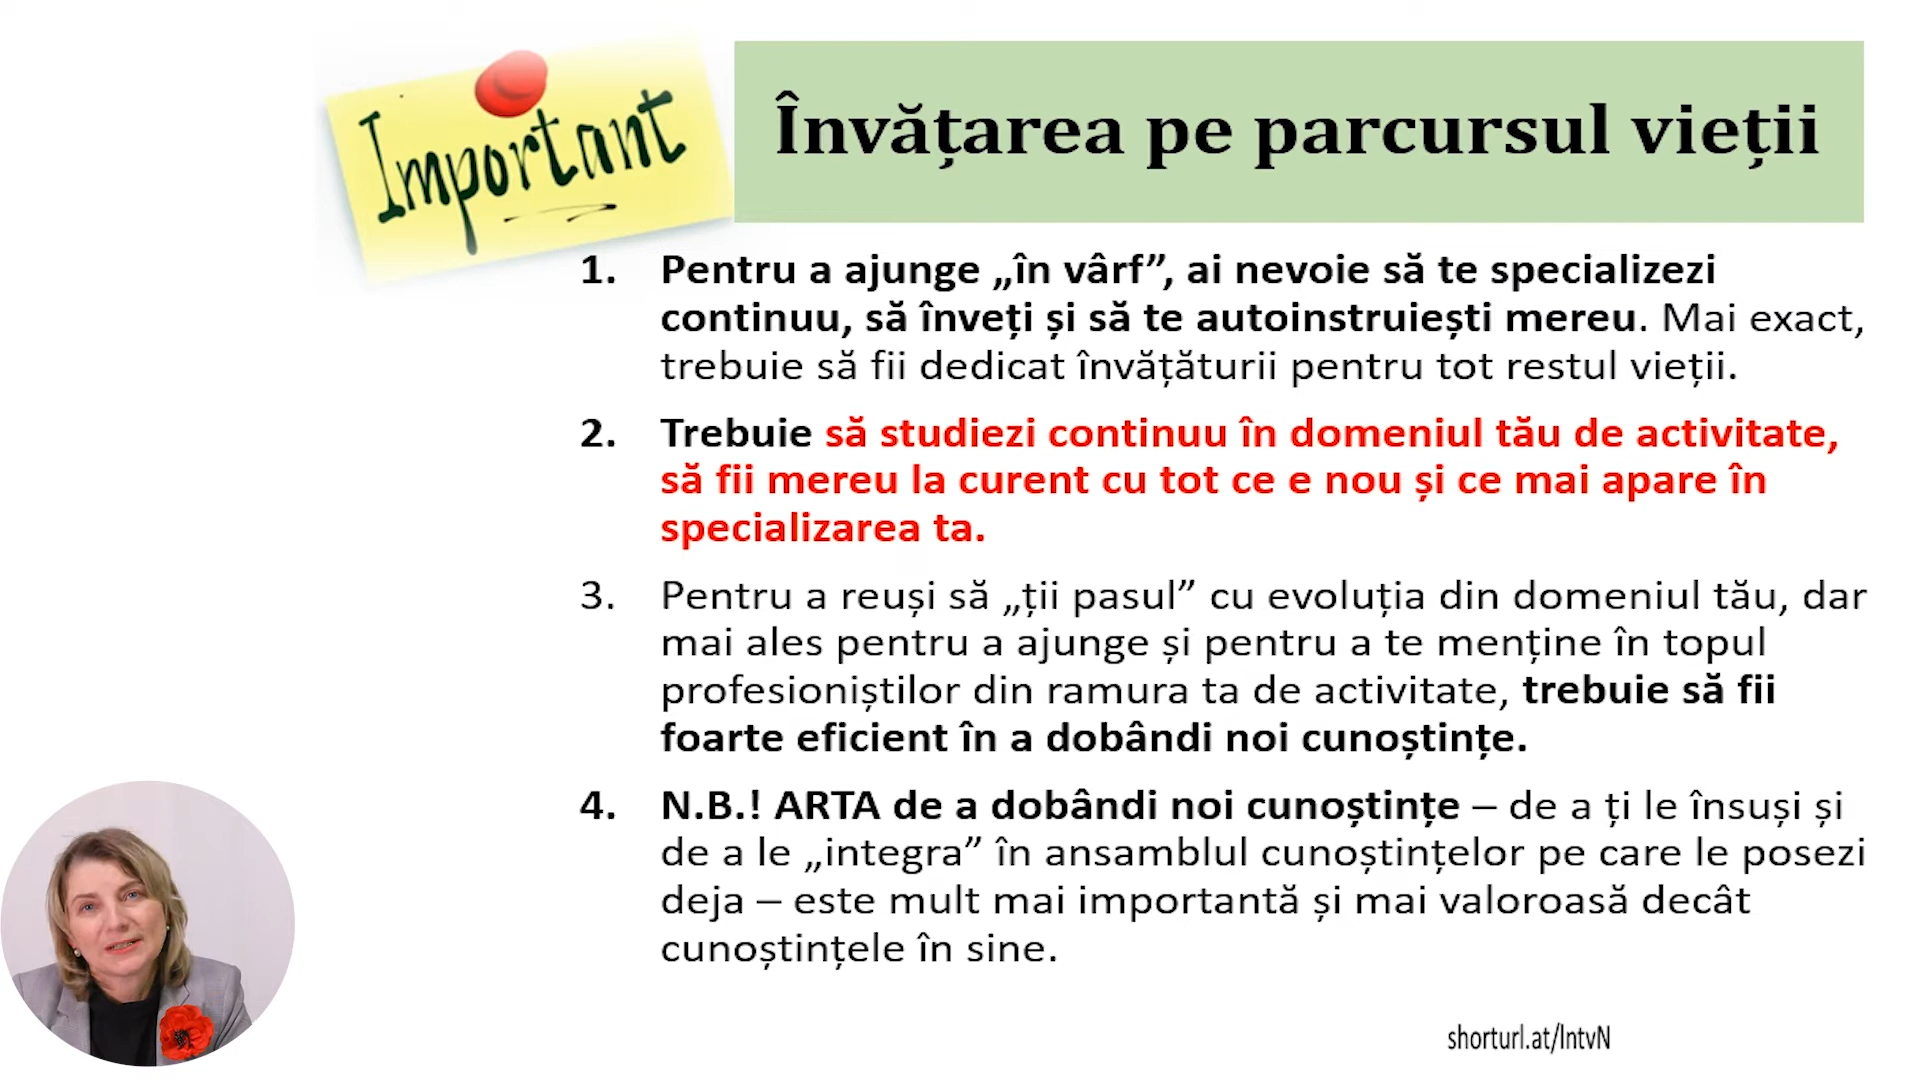 Important
Învățarea pe parcursul vieții
1. Pentru a ajunge „în vârf”, ai nevoie să te specializezi
continuu, să înveți și să te autoinstruiești mereu. Mai exact,
trebuie să fii dedicat învățăturii pentru tot restul vieții.
2. Trebuie să studiezi continuu în domeniul tău de activitate,
să fii mereu la curent cu tot ce e nou și ce mai apare în
specializarea ta.
3. Pentru a reuși să „ții pasul” cu evoluția din domeniul tău, dar
mai ales pentru a ajunge și pentru a te menține în topul
profesioniștilor din ramura ta de activitate, trebuie să fii
foarte eficient în a dobândi noi cunoștințe.
4. N.B.! ARTA de a dobândi noi cunoștințe – de a ți le însuși și
de a le „integra” în ansamblul cunoștințelor pe care le posezi
deja – este mult mai importantă și mai valoroasă decât
cunoștințele în sine.
shorturl.at/lntvN